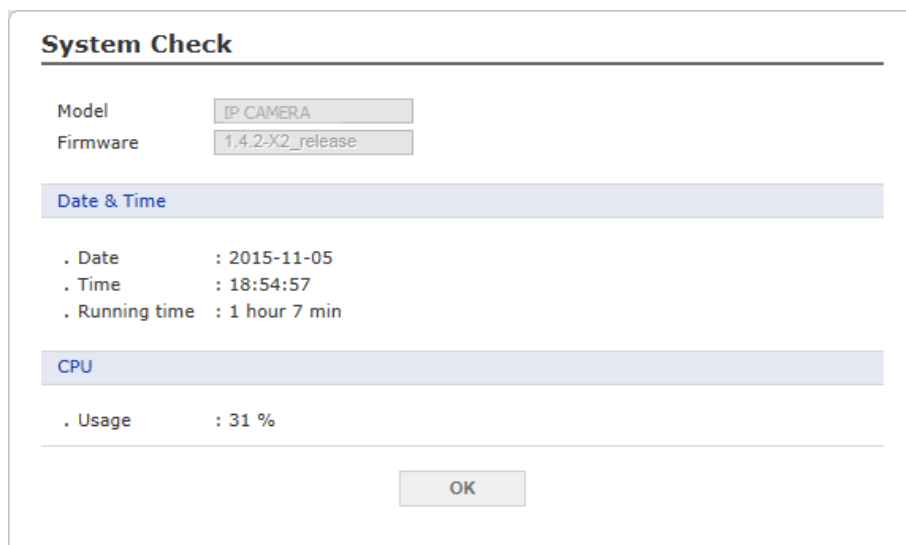 System Check
Model IP CAMERA
Firmware 1.4.2-X2_release
Date & Time
. Date : 2015-11-05
. Time : 18:54:57
. Running time : 1 hour 7 min
CPU
. Usage : 31 %
OK